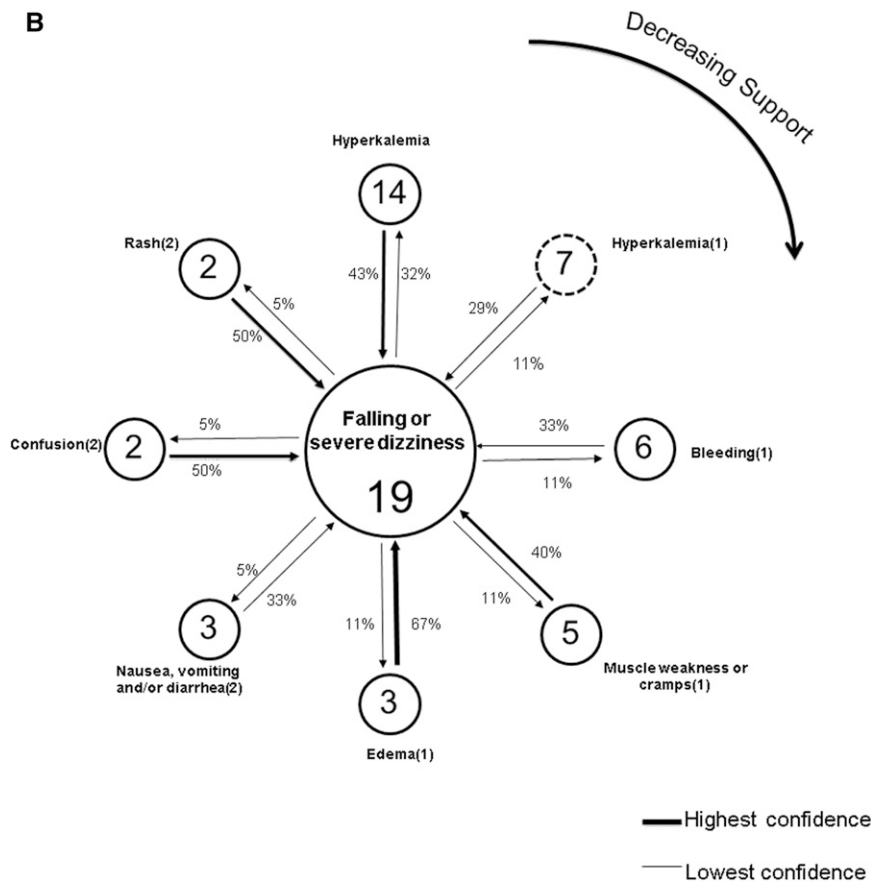 B
Decreasing Support
Hyperkalemia
14
43%
32%
Hyperkalemia(1)
7
29%
11%
Bleeding(1)
6
33%
11%
Muscle weakness or
cramps(1)
5
40%
11%
Edema(1)
3
11%
67%
Nausea, vomiting
and/or diarrhea(2)
3
5%
33%
Confusion(2)
2
5%
50%
Rash(2)
2
5%
50%
Falling or
severe dizziness
19
Highest confidence
Lowest confidence